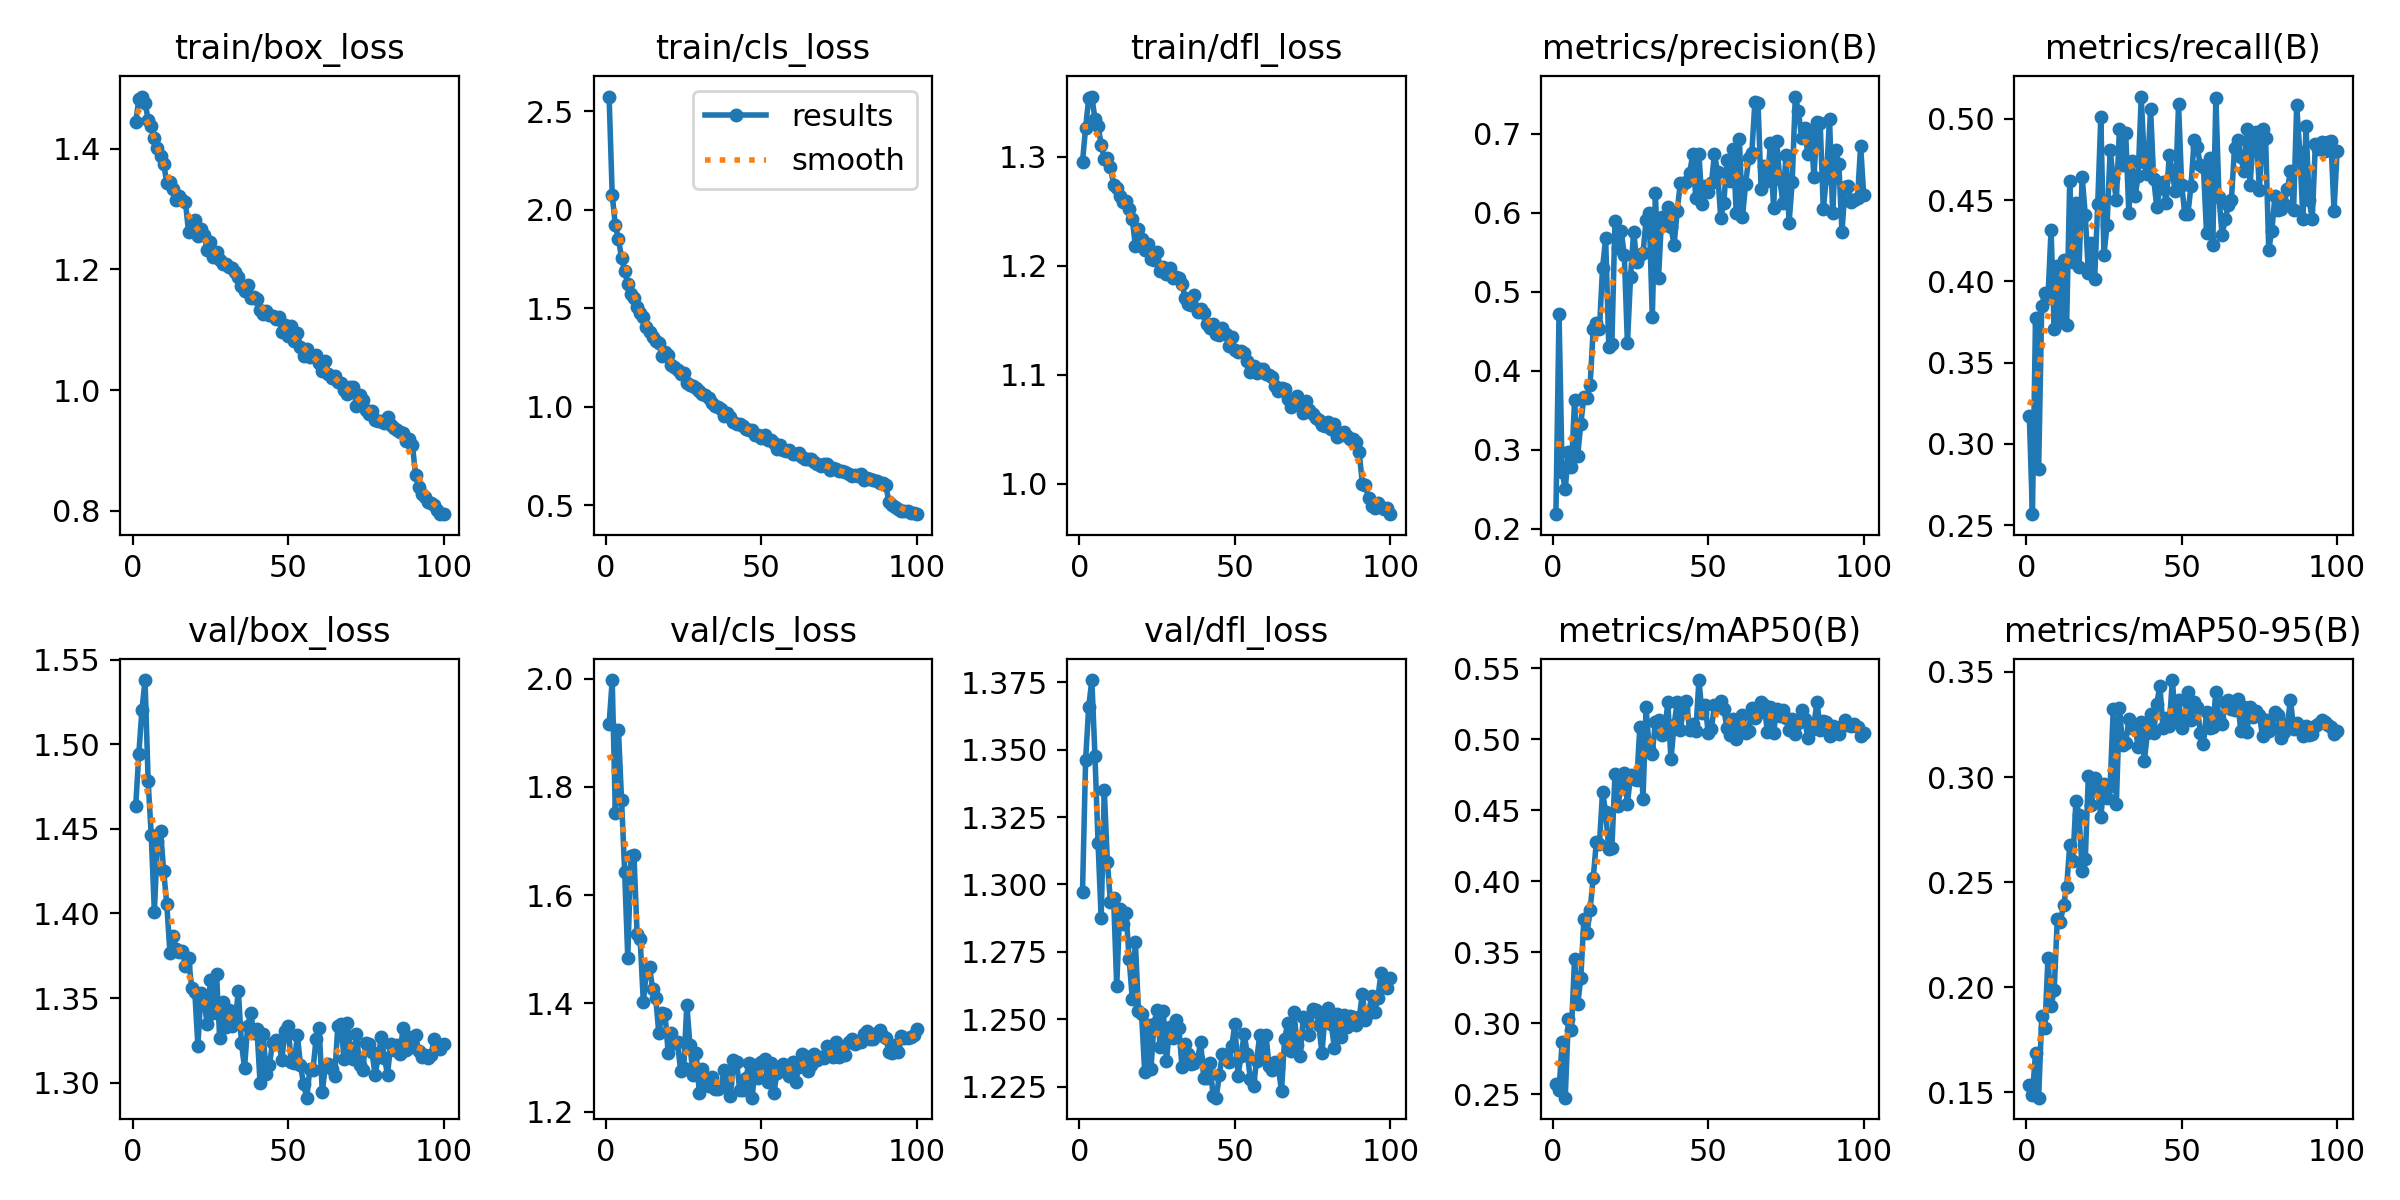 train/box_loss
train/cls_loss
train/dfl_loss
metrics/precision(B)
metrics/recall(B)
results
smooth
1.4
1.2
1.0
0.8
0 50 100
2.5
2.0
1.5
1.0
0.5
0 50 100
1.3
1.2
1.1
1.0
0 50 100
0.7
0.6
0.5
0.4
0.3
0.2
0 50 100
0.50
0.45
0.40
0.35
0.30
0.25
0 50 100
val/box_loss
val/cls_loss
val/dfl_loss
metrics/mAP50(B)
metrics/mAP50-95(B)
1.55
1.50
1.45
1.40
1.35
1.30
0 50 100
2.0
1.8
1.6
1.4
1.2
0 50 100
1.375
1.350
1.325
1.300
1.275
1.250
1.225
0 50 100
0.55
0.50
0.45
0.40
0.35
0.30
0.25
0 50 100
0.35
0.30
0.25
0.20
0.15
0 50 100